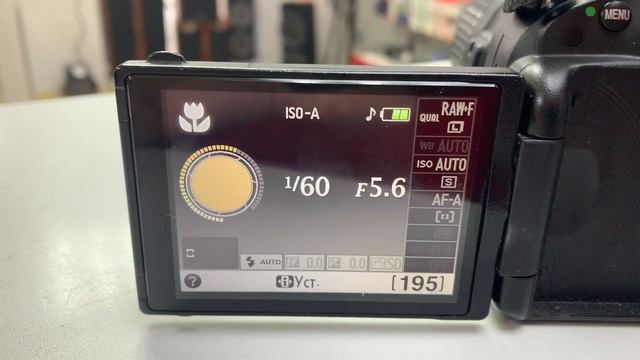 MENU
ISO-A
QUAL RAW+F
L
WB AUTO
1/60 F5.6
ISO AUTO
S
AF-A
AUTO 0.0 0.0 SD
? i Уст. [195]